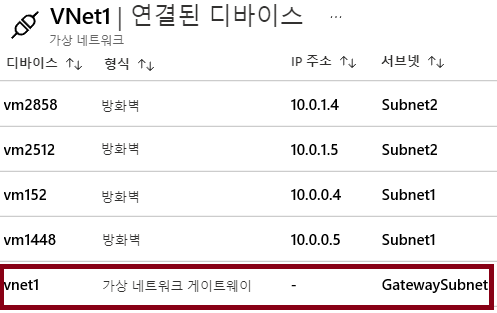 VNet1 | 연결된 디바이스 ...
가상 네트워크
디바이스 ↑↓ 형식 ↑↓ IP 주소 ↑↓ 서브넷 ↑↓
vm2858 방화벽 10.0.1.4 Subnet2
vm2512 방화벽 10.0.1.5 Subnet2
vm152 방화벽 10.0.0.4 Subnet1
vm1448 방화벽 10.0.0.5 Subnet1
vnet1 가상 네트워크 게이트웨이 - GatewaySubnet